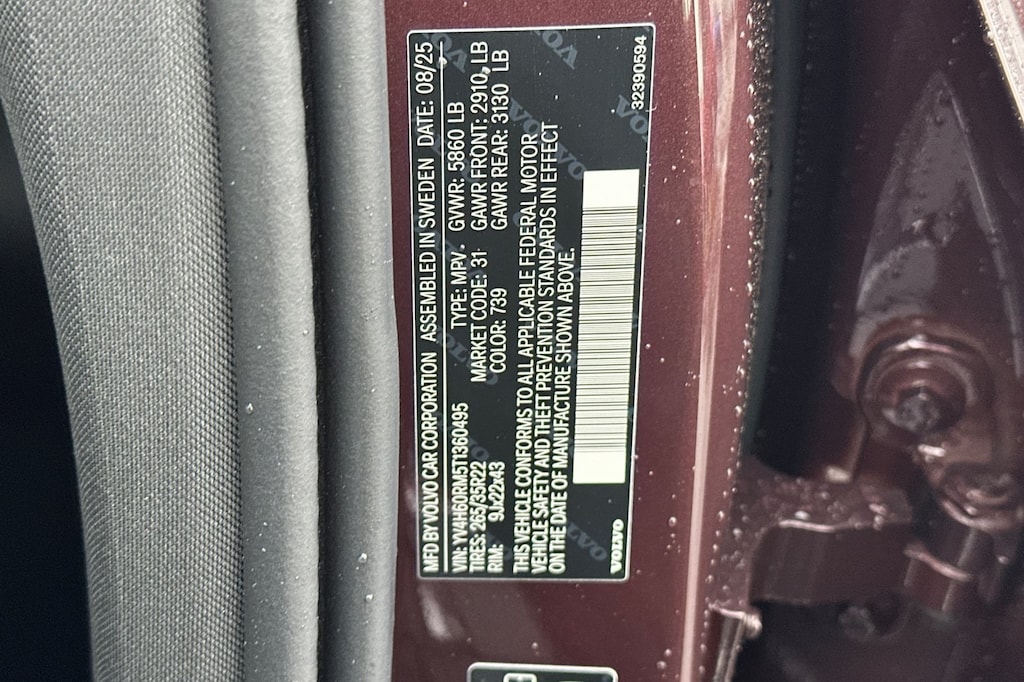 MFD BY VOLVO CAR CORPORATION ASSEMBLED IN SWEDEN DATE: 08/25
VIN: YV4H60RM5T1360495 TYPE: MPV GVWR: 5860 LB
TIRES: 265/35R22 MARKET CODE: 31 GAWR FRONT: 2910 LB
RIM: 9Jx22x43 COLOR: 739 GAWR REAR: 3130 LB
THIS VEHICLE CONFORMS TO ALL APPLICABLE FEDERAL MOTOR
VEHICLE SAFETY AND THEFT PREVENTION STANDARDS IN EFFECT
ON THE DATE OF MANUFACTURE SHOWN ABOVE.
VOLVO 32390594